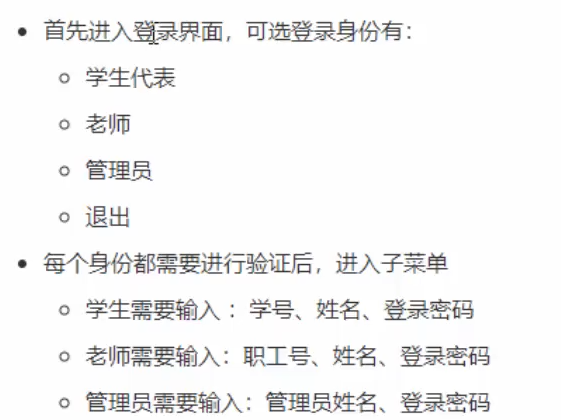 首先进入登录界面，可选登录身份有：
学生代表
老师
管理员
退出
每个身份都需要进行验证后，进入子菜单
学生需要输入 ：学号、姓名、登录密码
老师需要输入：职工号、姓名、登录密码
管理员需要输入：管理员姓名、登录密码